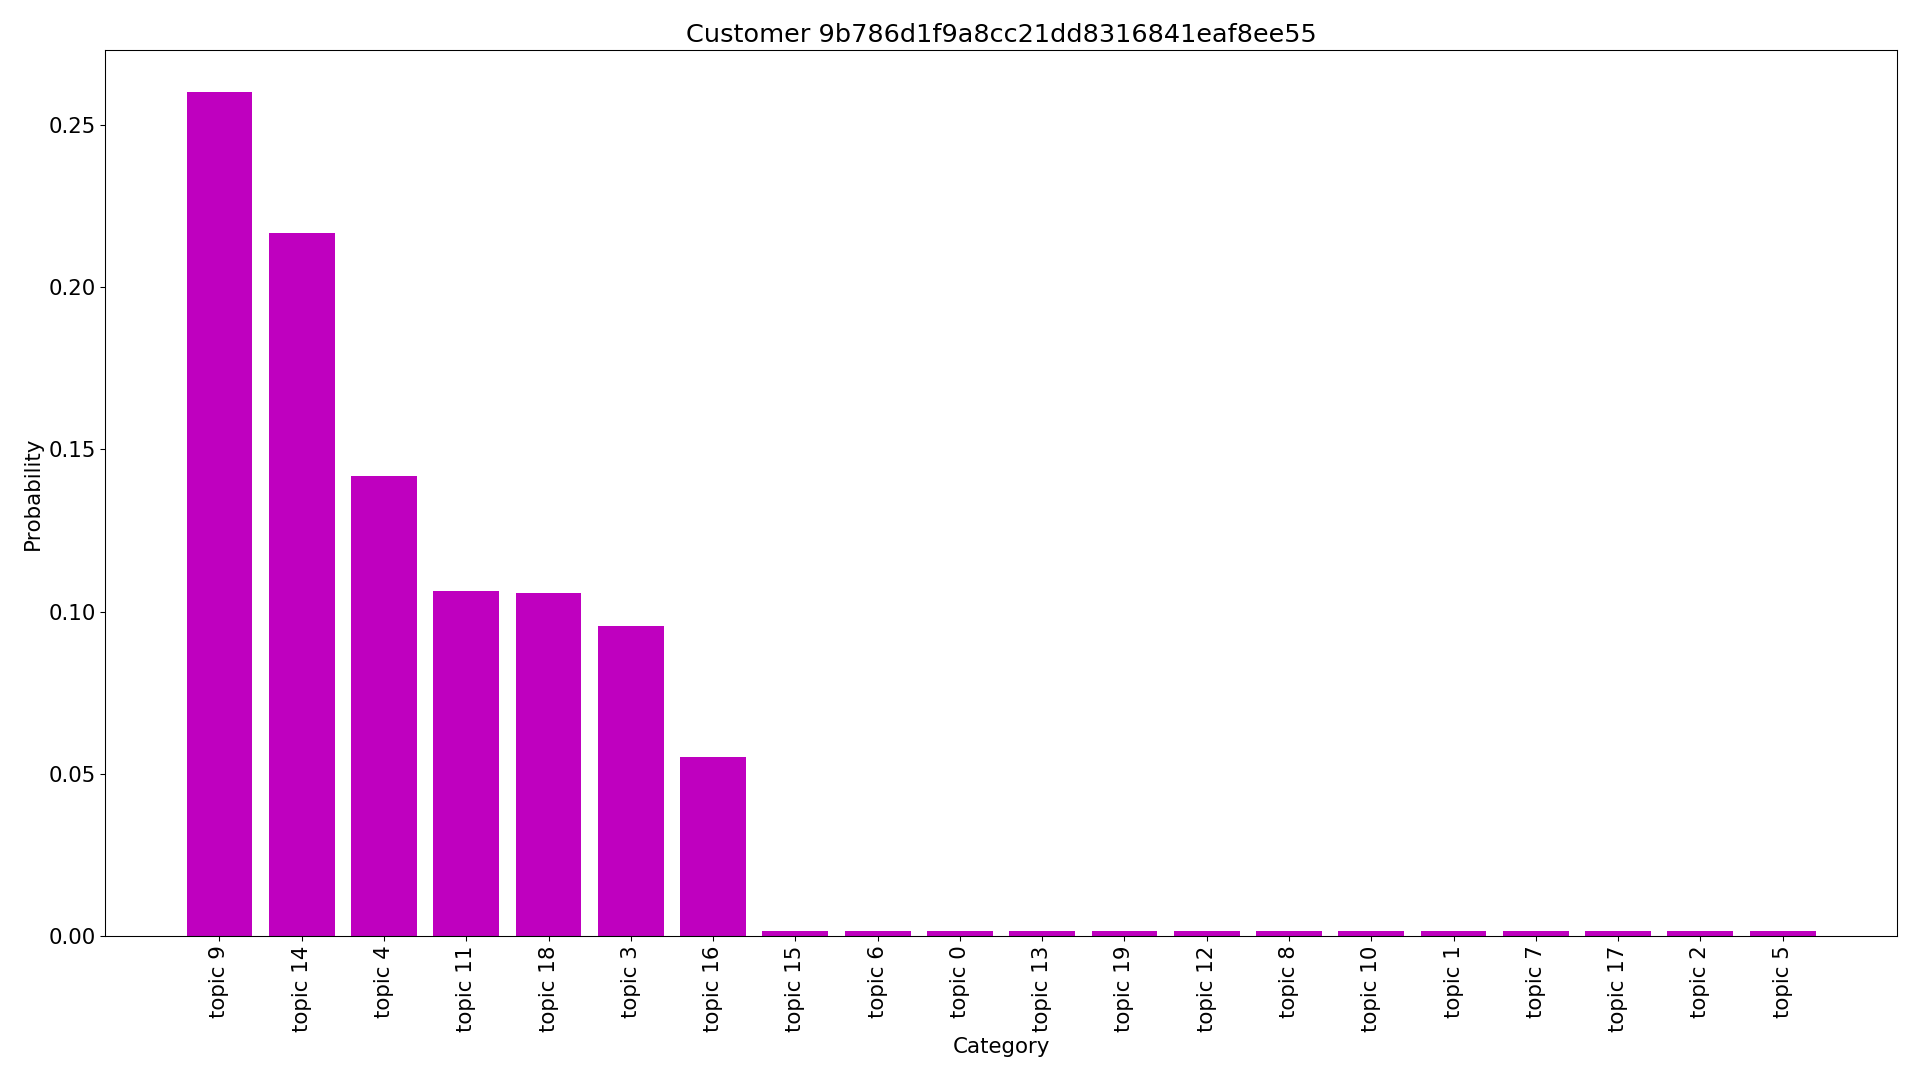 Customer 9b786d1f9a8cc21dd8316841eaf8ee55
Probability
0.25
0.20
0.15
0.10
0.05
0.00
topic 9
topic 14
topic 4
topic 11
topic 18
topic 3
topic 16
topic 15
topic 6
topic 0
topic 13
topic 19
topic 12
topic 8
topic 10
topic 1
topic 7
topic 17
topic 2
topic 5
Category